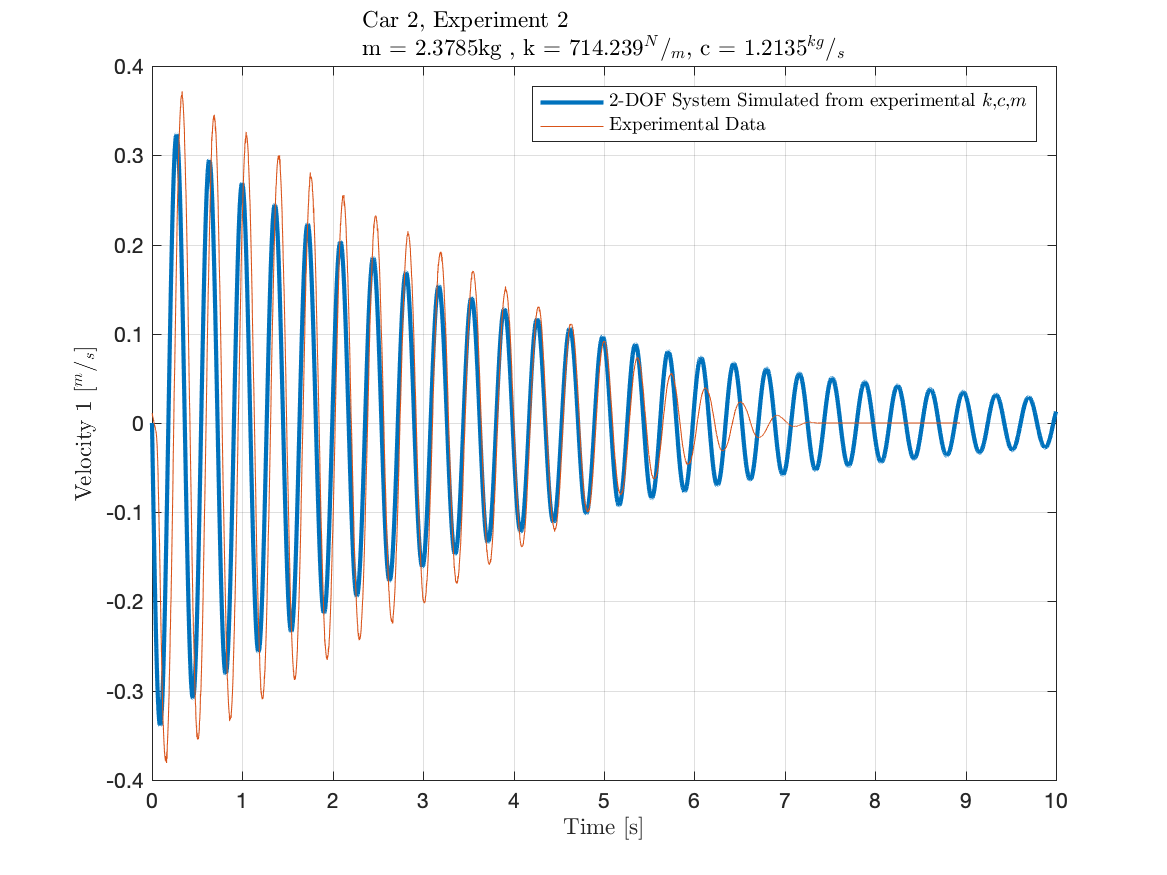 Car 2, Experiment 2
m = 2.3785kg , k = 714.239N/m, c = 1.2135kg/s
0.4
0.3
0.2
0.1
0
-0.1
-0.2
-0.3
-0.4
Velocity 1 [m/s]
2-DOF System Simulated from experimental k,c,m
Experimental Data
0 1 2 3 4 5 6 7 8 9 10
Time [s]